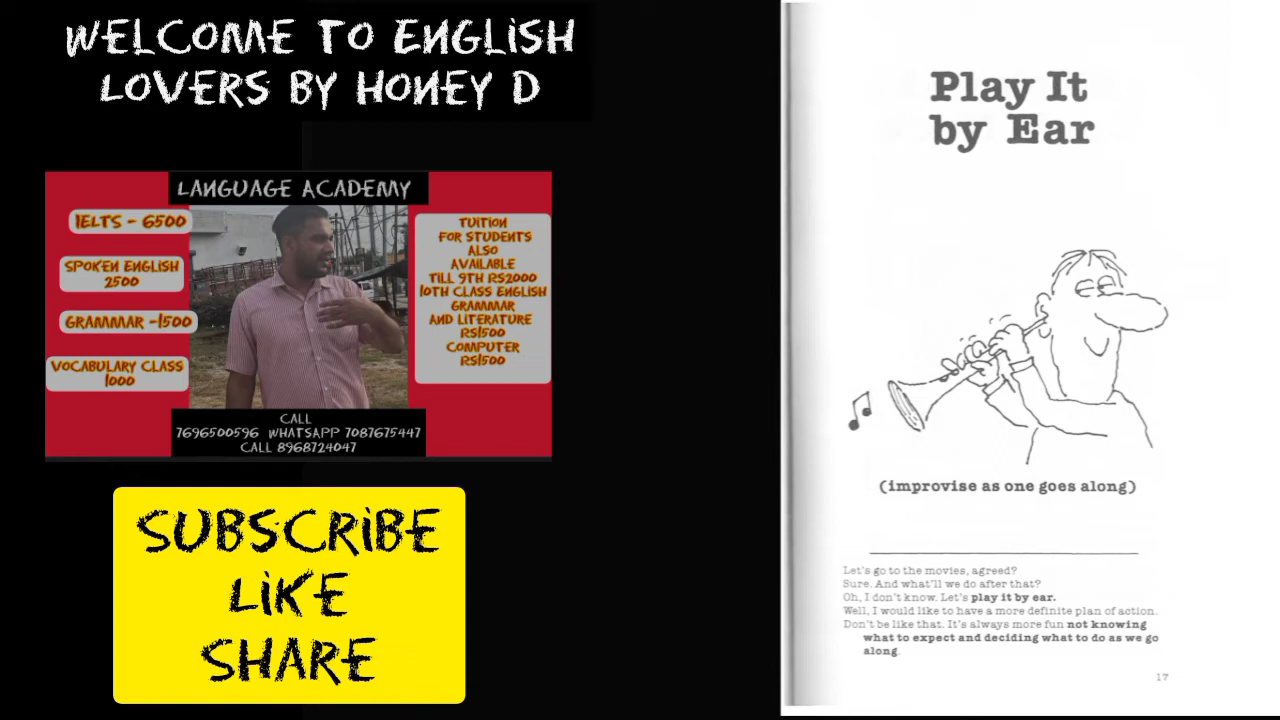 WELCOME TO ENGLISH
LOVERS BY HONEY D
LANGUAGE ACADEMY
IELTS - 6500
SPOKEN ENGLISH
2500
GRAMMAR -1500
VOCABULARY CLASS
1000
TUITION
FOR STUDENTS
ALSO
AVAILABLE
TILL 9TH RS2000
10TH CLASS ENGLISH
GRAMMAR
AND LITERATURE
RS1500
COMPUTER
RS1500
CALL
7696500596 WHATSAPP 7087675447
CALL 8968724047
SUBSCRIBE
LIKE
SHARE
Play It
by Ear
(improvise as one goes along)
Let's go to the movies, agreed?
Sure. And what'll we do after that?
Oh, I don't know. Let's play it by ear.
Well, I would like to have a more definite plan of action.
Don't be like that. It's always more fun not knowing
what to expect and deciding what to do as we go
along.
17